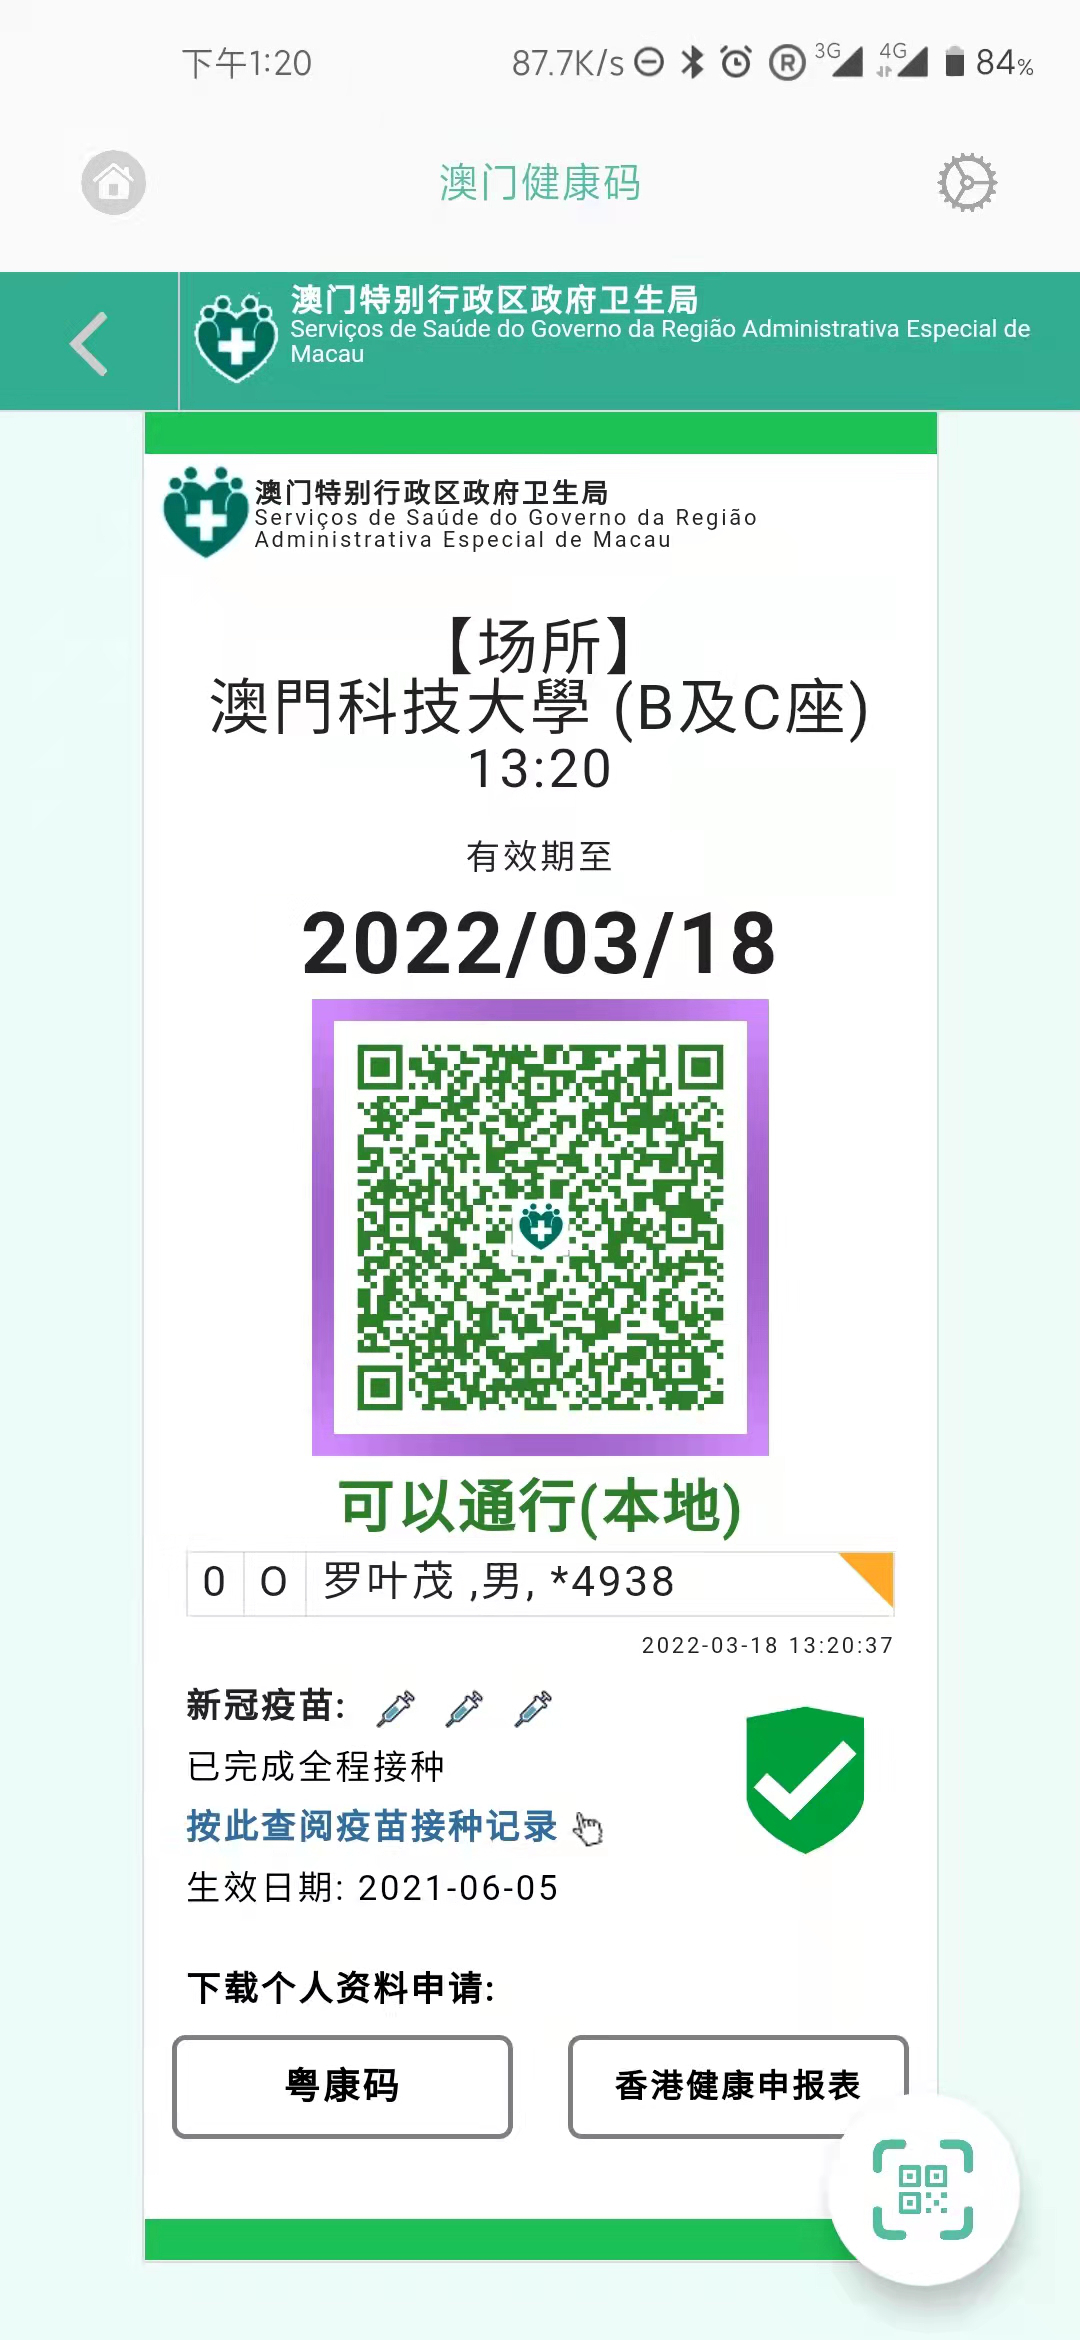 下午1:20 87.7K/s R 3G 4G 84%
澳门健康码
澳门特别行政区政府卫生局
Serviços de Saúde do Governo da Região Administrativa Especial de
Macau
澳门特别行政区政府卫生局
Serviços de Saúde do Governo da Região
Administrativa Especial de Macau
【场所】
澳門科技大學 (B及C座)
13:20
有效期至
2022/03/18
可以通行(本地)
0 O 罗叶茂 ,男, *4938
2022-03-18 13:20:37
新冠疫苗:
已完成全程接种
按此查阅疫苗接种记录
生效日期: 2021-06-05
下载个人资料申请:
粤康码 香港健康申报表